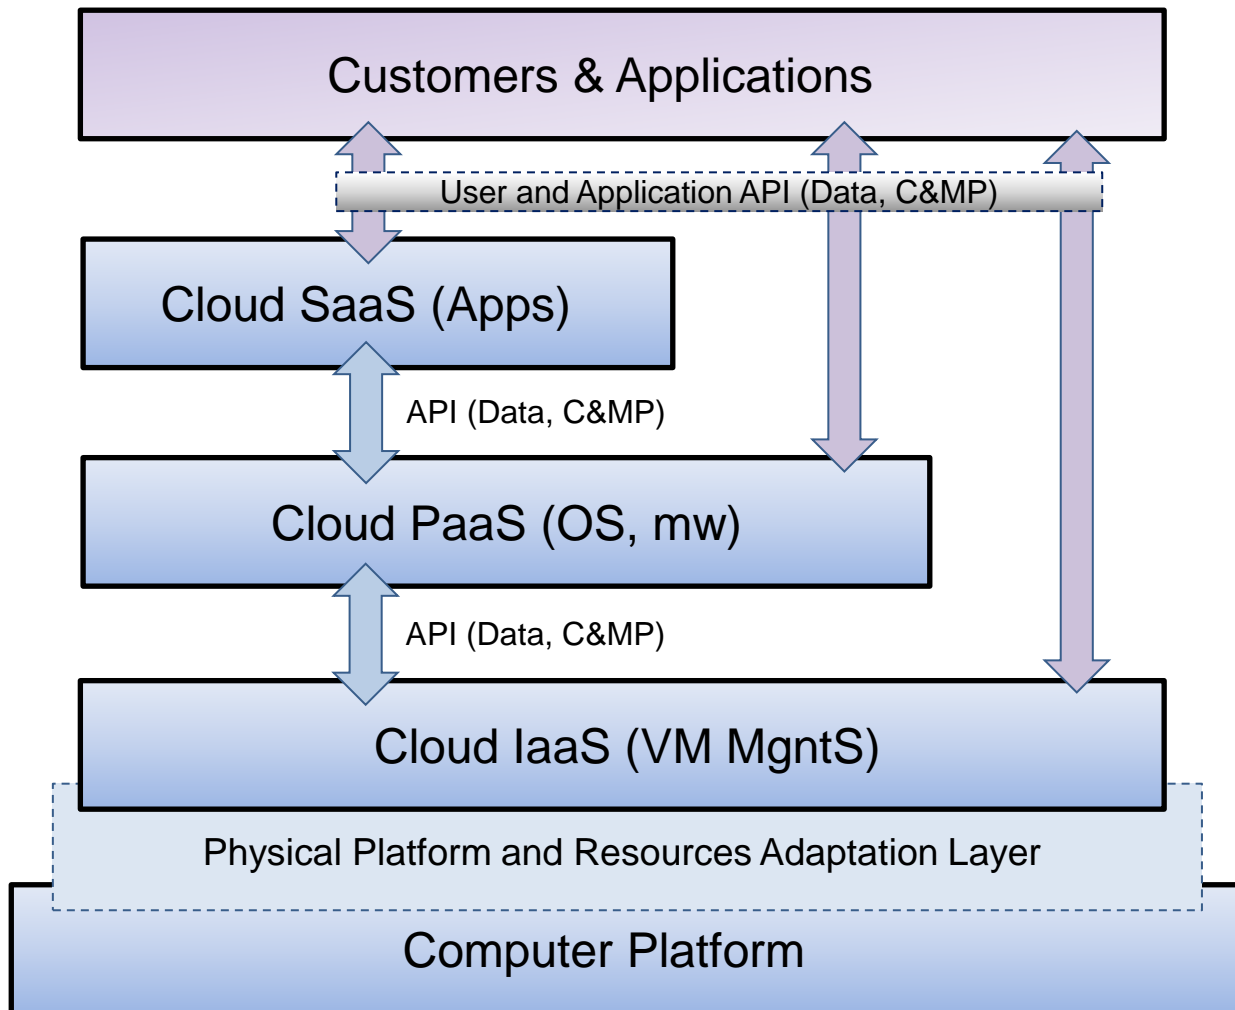 Customers & Applications
User and Application API (Data, C&MP)
Cloud SaaS (Apps)
API (Data, C&MP)
Cloud PaaS (OS, mw)
API (Data, C&MP)
Cloud IaaS (VM MgntS)
Physical Platform and Resources Adaptation Layer
Computer Platform